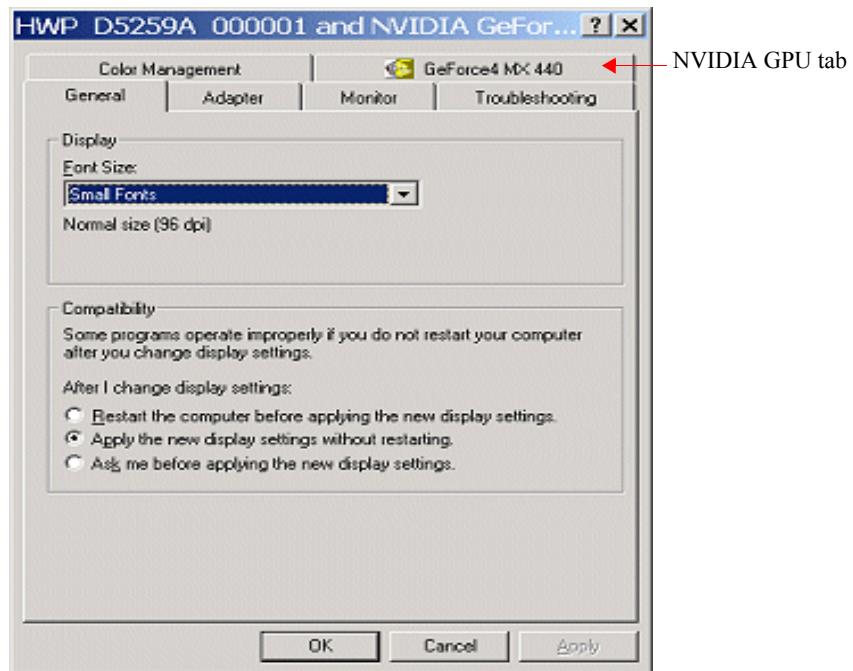 HWP D5259A 000001 and NVIDIA GeFor...
Color Management GeForce4 MX 440
NVIDIA GPU tab
General Adapter Monitor Troubleshooting
Display
Font Size:
Small Fonts
Normal size (96 dpi)
Compatibility
Some programs operate improperly if you do not restart your computer
after you change display settings.
After I change display settings:
Restart the computer before applying the new display settings.
Apply the new display settings without restarting.
Ask me before applying the new display settings.
OK Cancel Apply